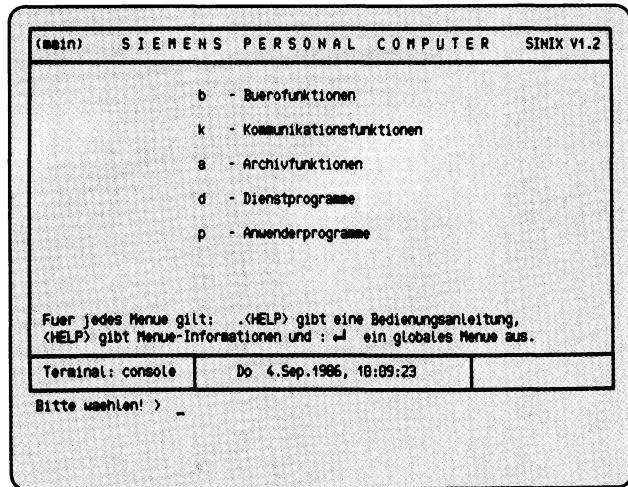 (main) S I E M E N S P E R S O N A L C O M P U T E R SINIX V1.2
b - Buerofunktionen
k - Kommunikationsfunktionen
a - Archivfunktionen
d - Dienstprogramme
p - Anwenderprogramme
Fuer jedes Menue gilt: .<HELP> gibt eine Bedienungsanleitung,
<HELP> gibt Menue-Informationen und : ↵ ein globales Menue aus.
Terminal: console Do 4.Sep.1986, 10:09:23
Bitte waehlen! > _